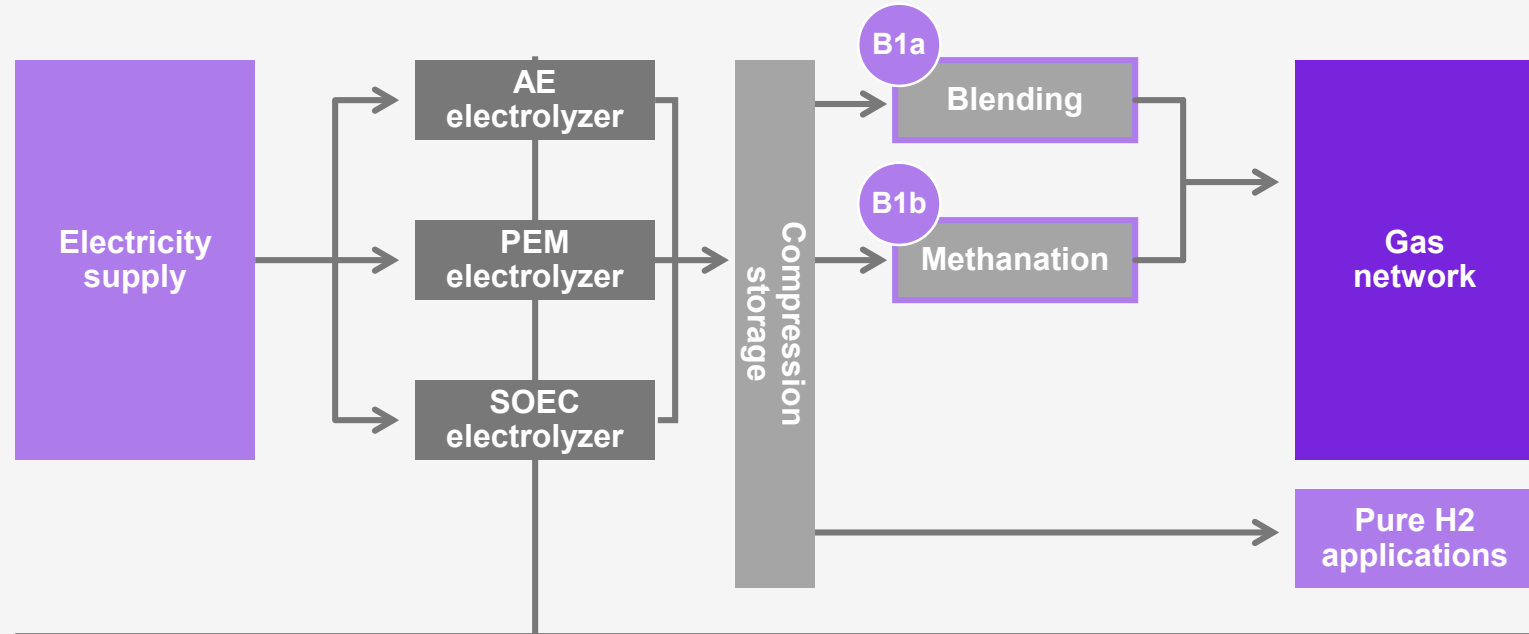 Electricity
supply
AE
electrolyzer
PEM
electrolyzer
SOEC
electrolyzer
Compression
storage
B1a
Blending
B1b
Methanation
Gas
network
Pure H2
applications